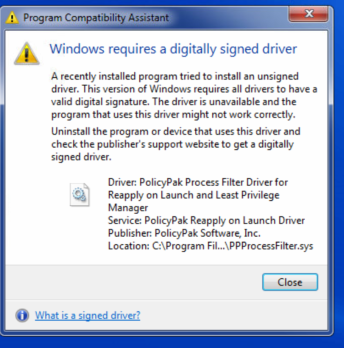 Program Compatibility Assistant
Windows requires a digitally signed driver
A recently installed program tried to install an unsigned
driver. This version of Windows requires all drivers to have a
valid digital signature. The driver is unavailable and the
program that uses this driver might not work correctly.
Uninstall the program or device that uses this driver and
check the publisher's support website to get a digitally
signed driver.
Driver: PolicyPak Process Filter Driver for
Reapply on Launch and Least Privilege
Manager
Service: PolicyPak Reapply on Launch Driver
Publisher: PolicyPak Software, Inc.
Location: C:\Program Fil...\PPProcessFilter.sys
Close
What is a signed driver?